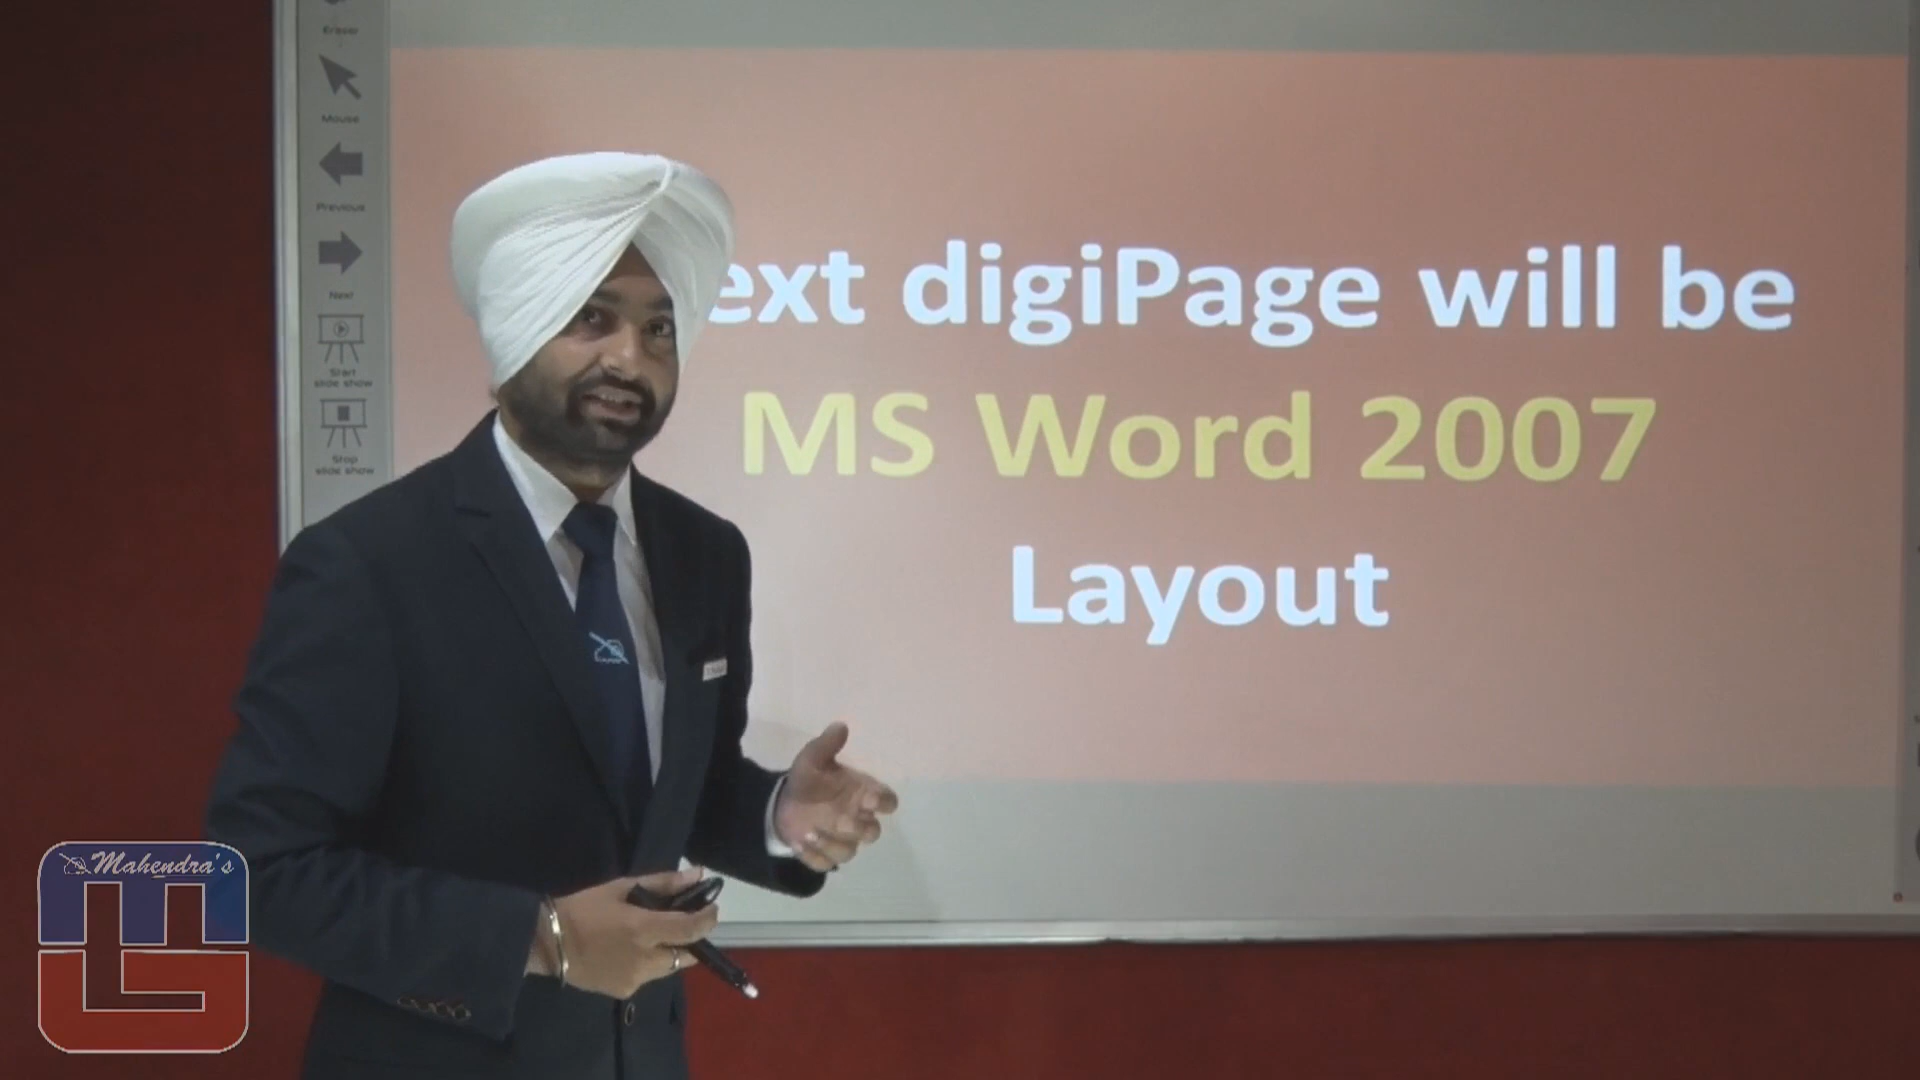 Eraser
Mouse
Previous
Next
Start
slide show
Stop
slide show
ext digiPage will be
MS Word 2007
Layout
Mahendra's